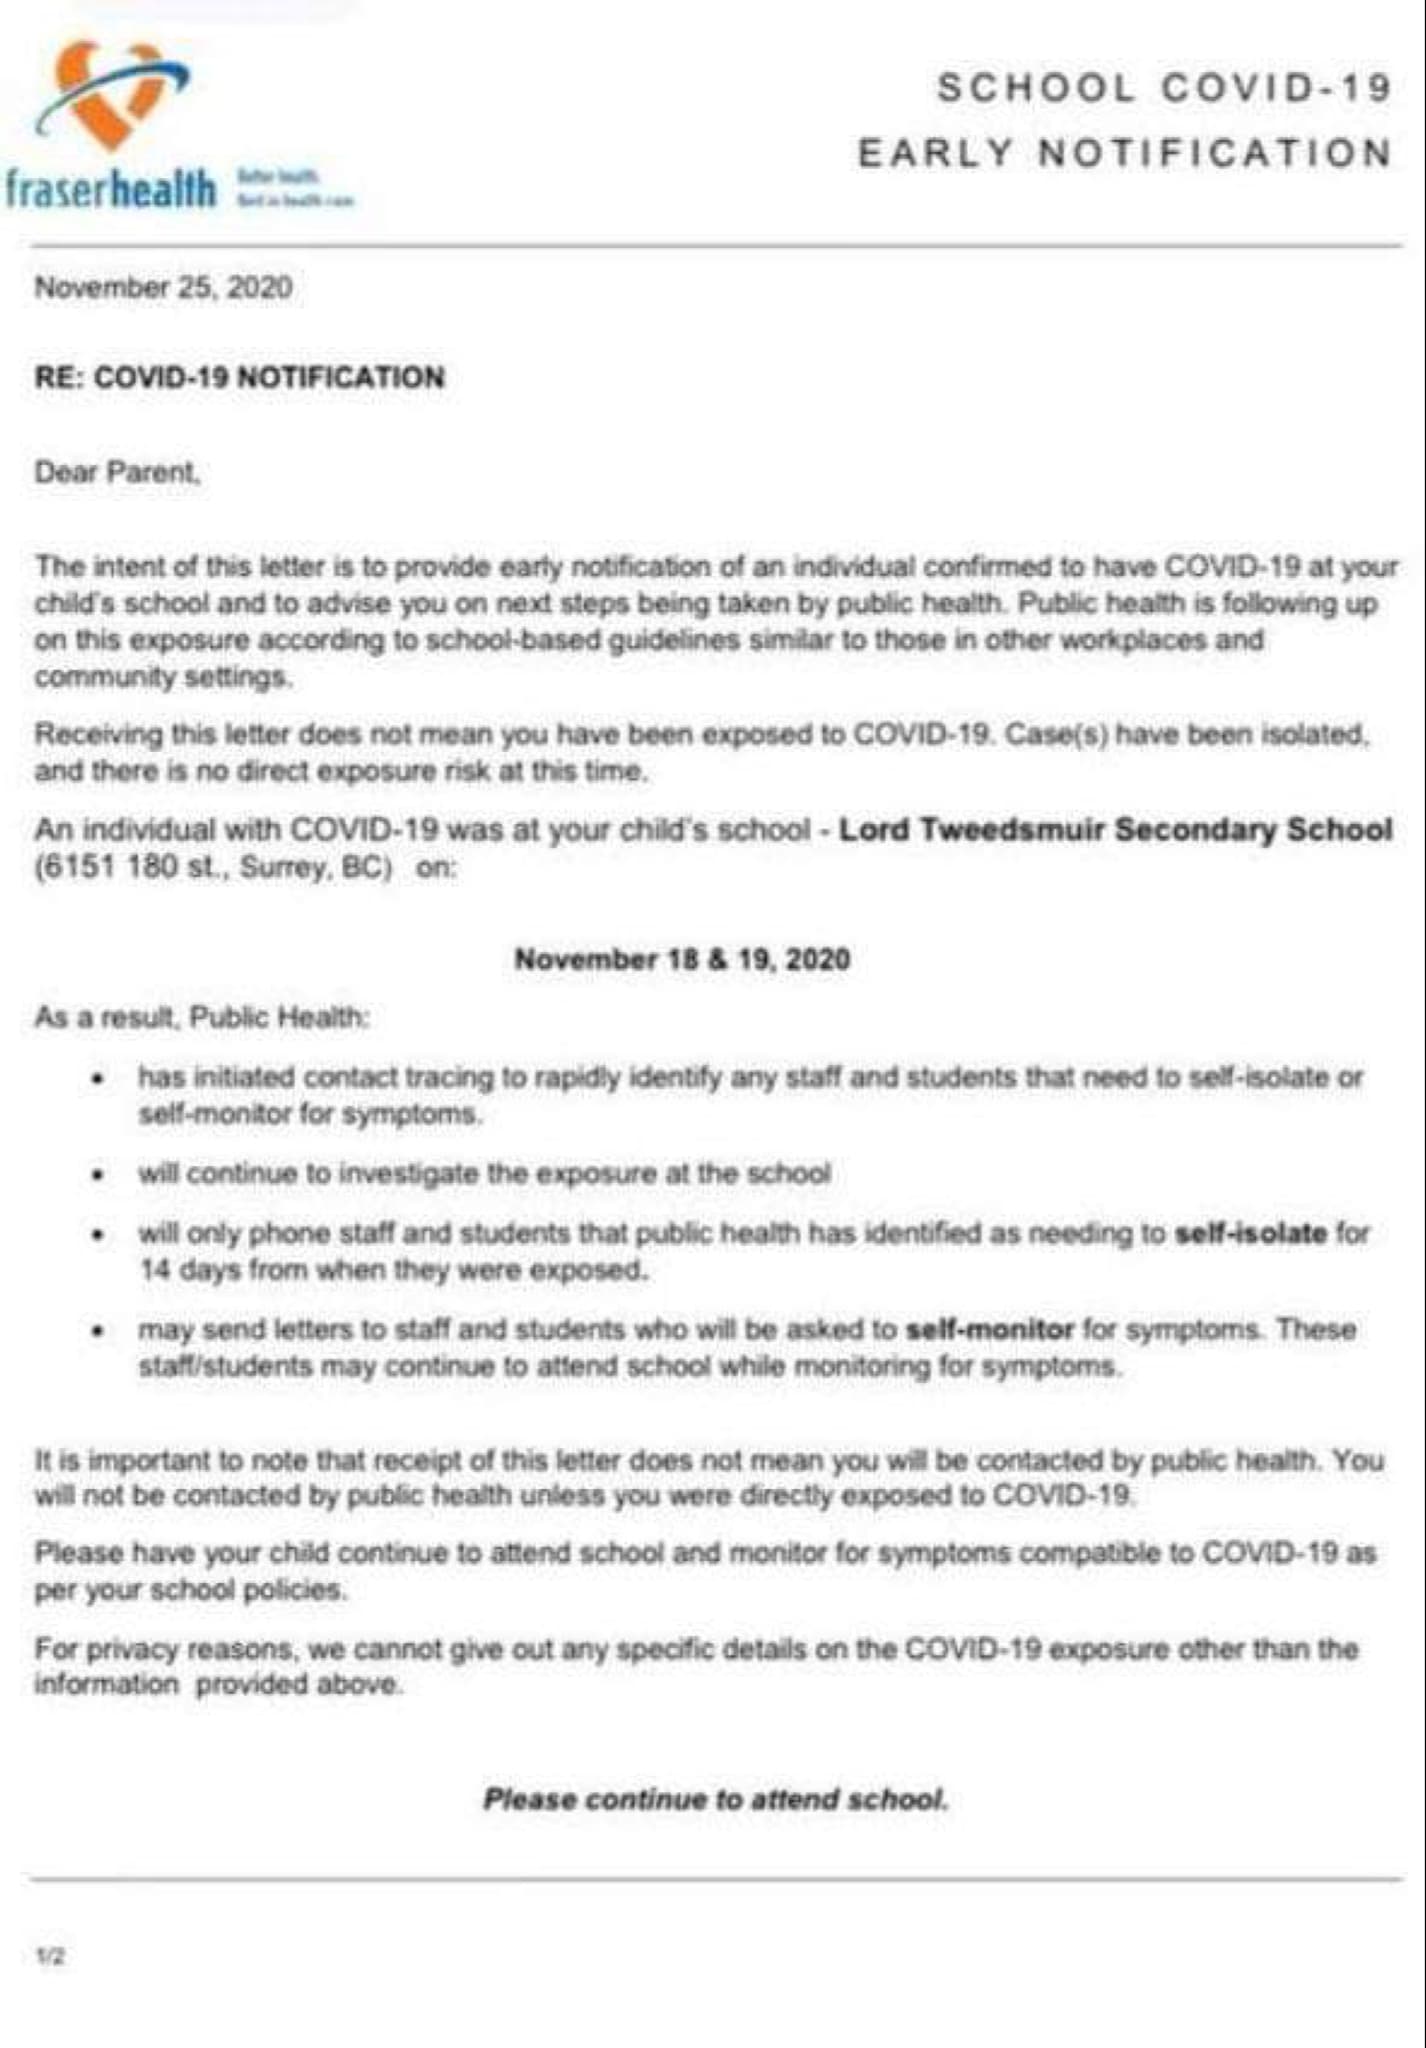 SCHOOL COVID-19
EARLY NOTIFICATION
fraserhealth
Better health.
Best in health care.
November 25, 2020
RE: COVID-19 NOTIFICATION
Dear Parent,
The intent of this letter is to provide early notification of an individual confirmed to have COVID-19 at your
child's school and to advise you on next steps being taken by public health. Public health is following up
on this exposure according to school-based guidelines similar to those in other workplaces and
community settings.
Receiving this letter does not mean you have been exposed to COVID-19. Case(s) have been isolated,
and there is no direct exposure risk at this time.
An individual with COVID-19 was at your child's school - Lord Tweedsmuir Secondary School
(6151 180 st., Surrey, BC) on:
November 18 & 19, 2020
As a result, Public Health:
• has initiated contact tracing to rapidly identify any staff and students that need to self-isolate or
self-monitor for symptoms.
• will continue to investigate the exposure at the school
• will only phone staff and students that public health has identified as needing to self-isolate for
14 days from when they were exposed.
• may send letters to staff and students who will be asked to self-monitor for symptoms. These
staff/students may continue to attend school while monitoring for symptoms.
It is important to note that receipt of this letter does not mean you will be contacted by public health. You
will not be contacted by public health unless you were directly exposed to COVID-19.
Please have your child continue to attend school and monitor for symptoms compatible to COVID-19 as
per your school policies.
For privacy reasons, we cannot give out any specific details on the COVID-19 exposure other than the
information provided above.
Please continue to attend school.
1/2